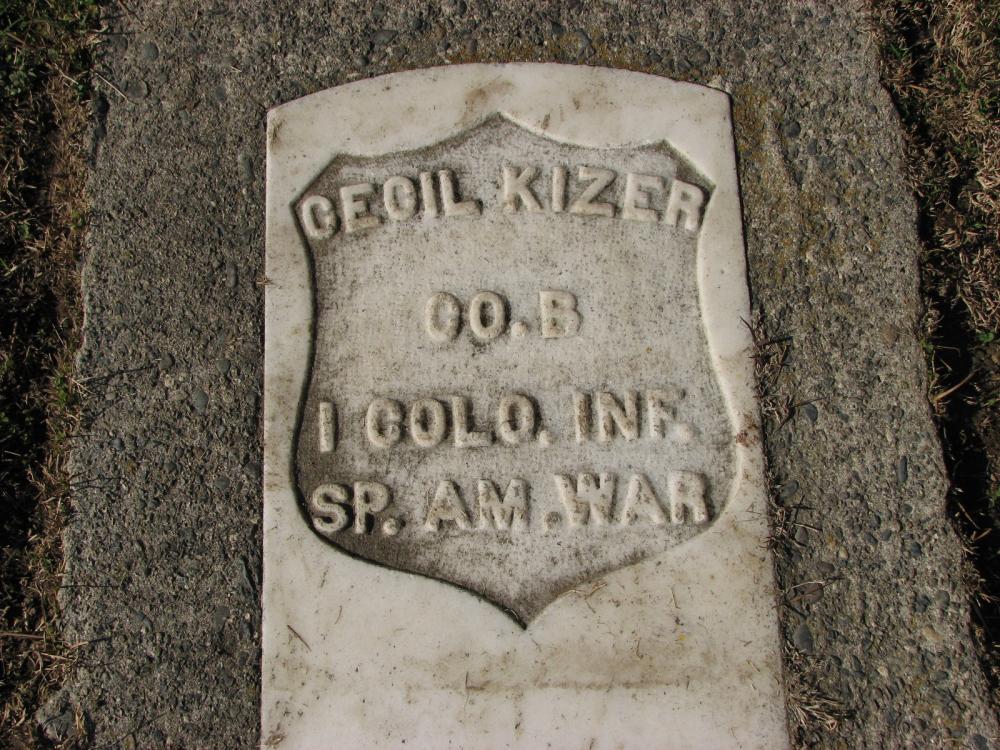 CECIL KIZER
CO. B
1 COLO. INF.
SP. AM. WAR